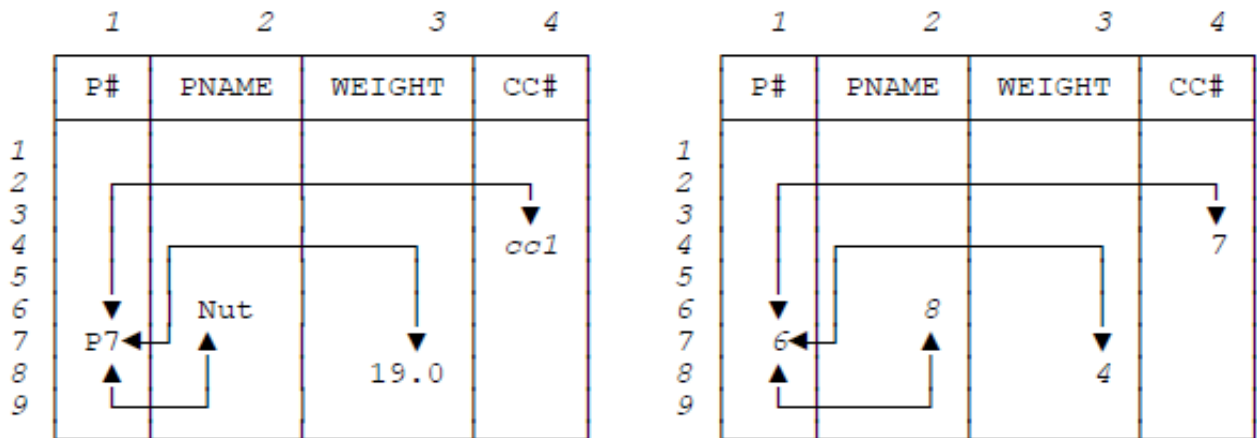 1 2 3 4 1 2 3 4
P# PNAME WEIGHT CC# P# PNAME WEIGHT CC#
1 1
2 2
3 3
4 cc1 4 7
5 5
6 Nut 6 8
7 P7 7 6
8 19.0 8 4
9 9